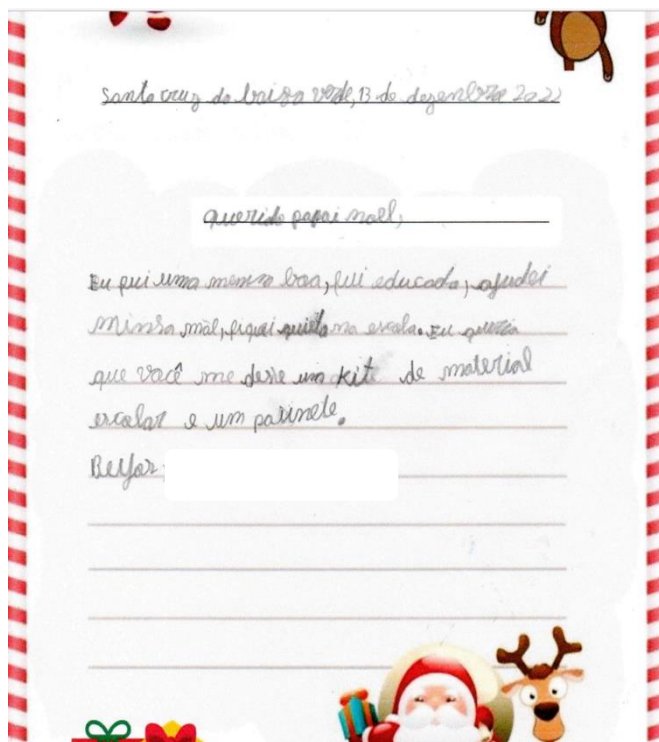 Santa cruz da baixa verde, 13 de dezenbro 2022
querido papai noel,
Eu fui uma menina boa, fui educada, ajudei
minha mãe, fiquei quieta na escola. Eu queria
que você me desse um kit de material
escolar e um patinete.
Beijos